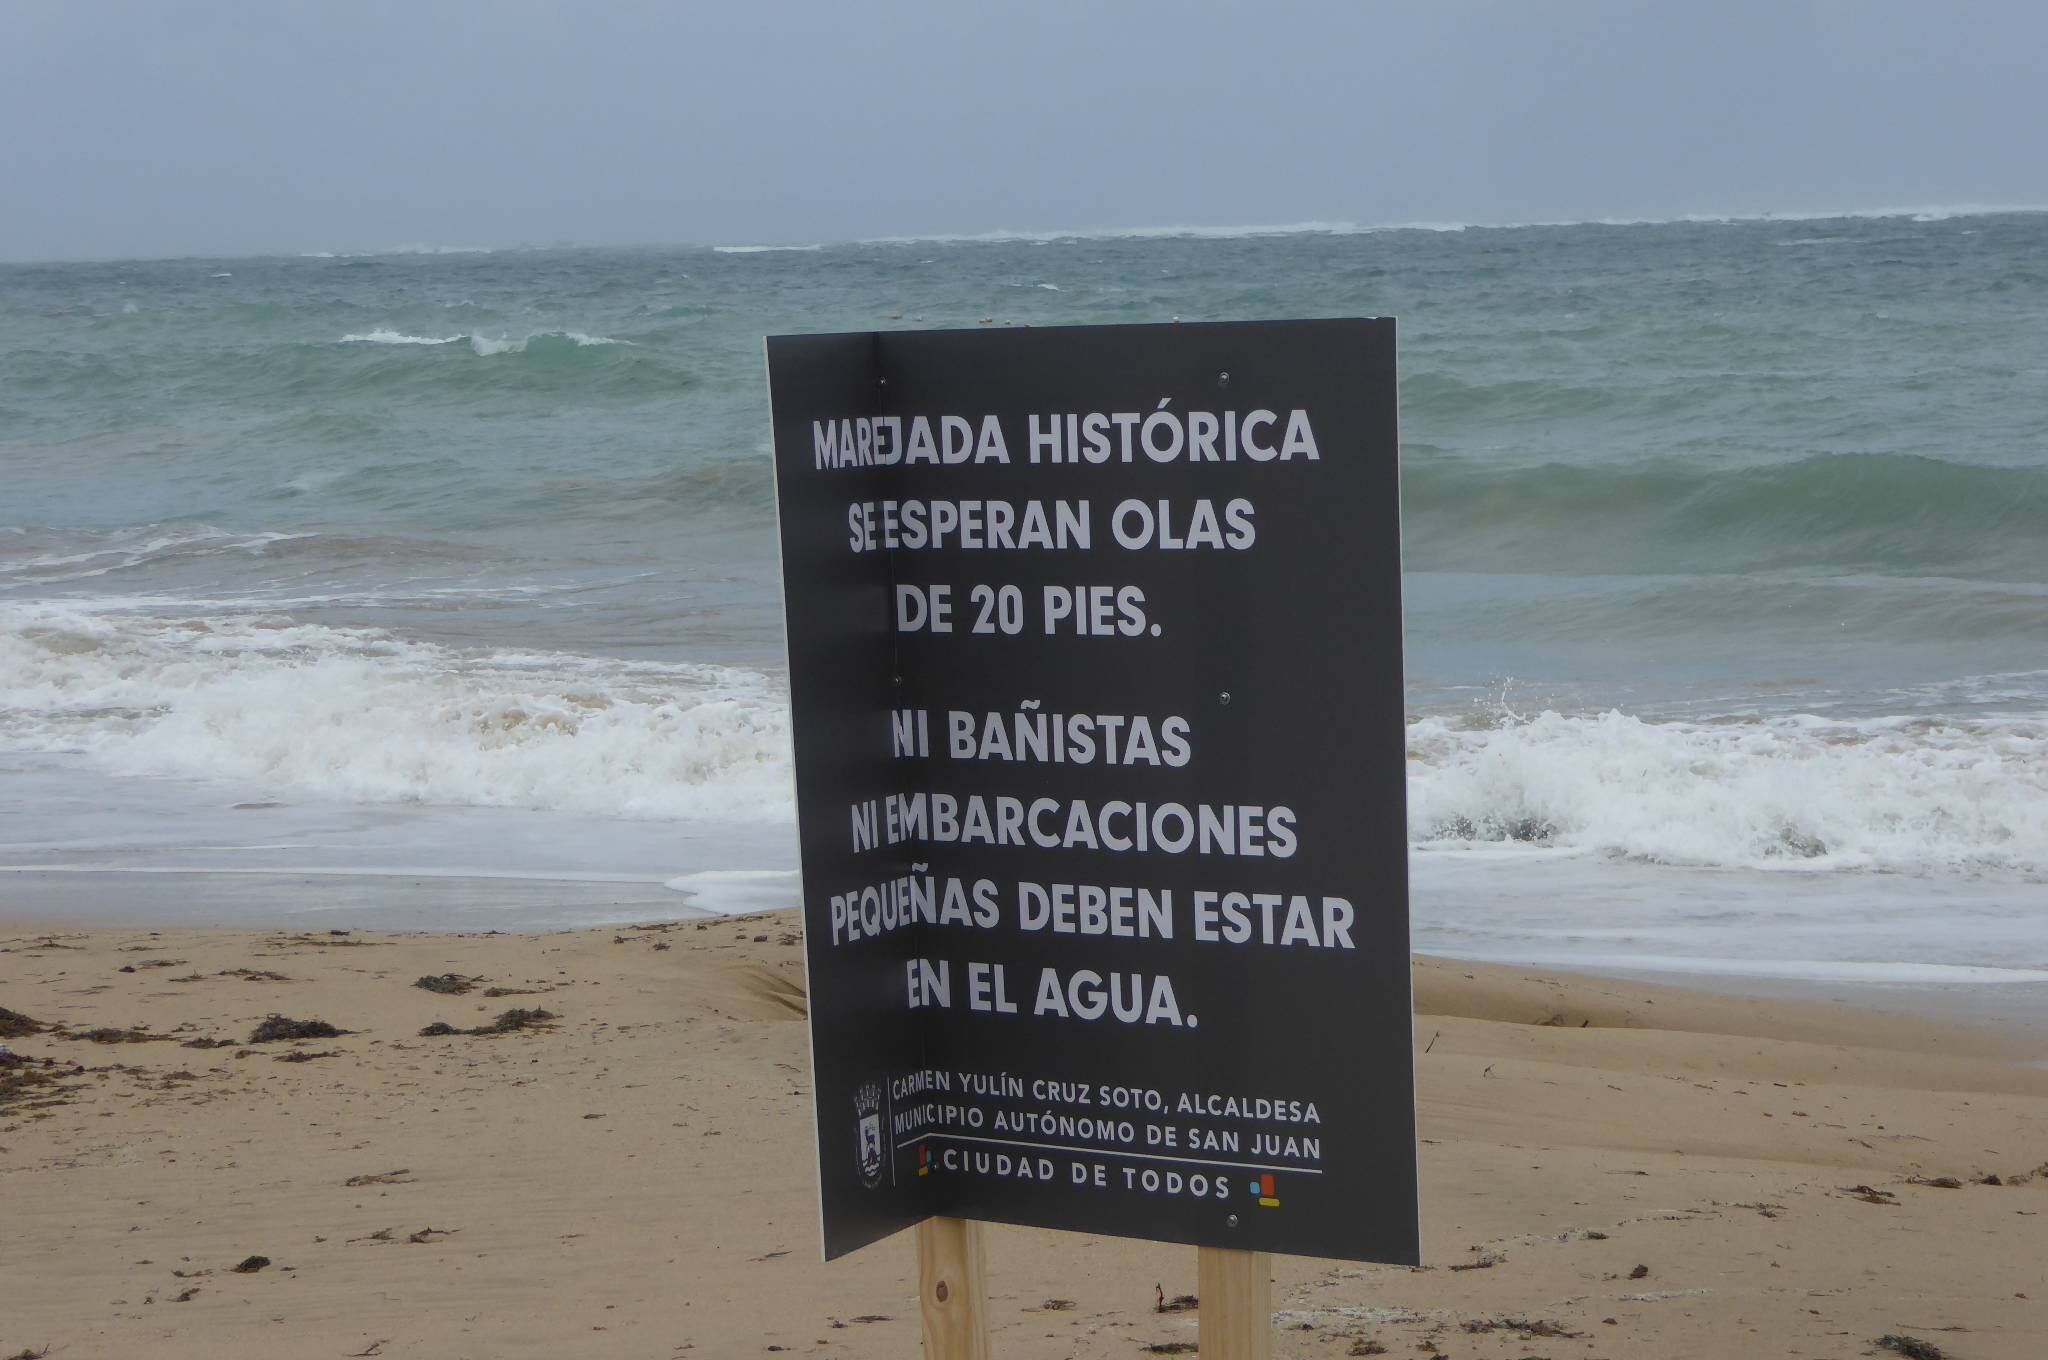 MAREJADA HISTÓRICA
SE ESPERAN OLAS
DE 20 PIES.
NI BAÑISTAS
NI EMBARCACIONES
PEQUEÑAS DEBEN ESTAR
EN EL AGUA.
CARMEN YULÍN CRUZ SOTO, ALCALDESA
MUNICIPIO AUTÓNOMO DE SAN JUAN
CIUDAD DE TODOS